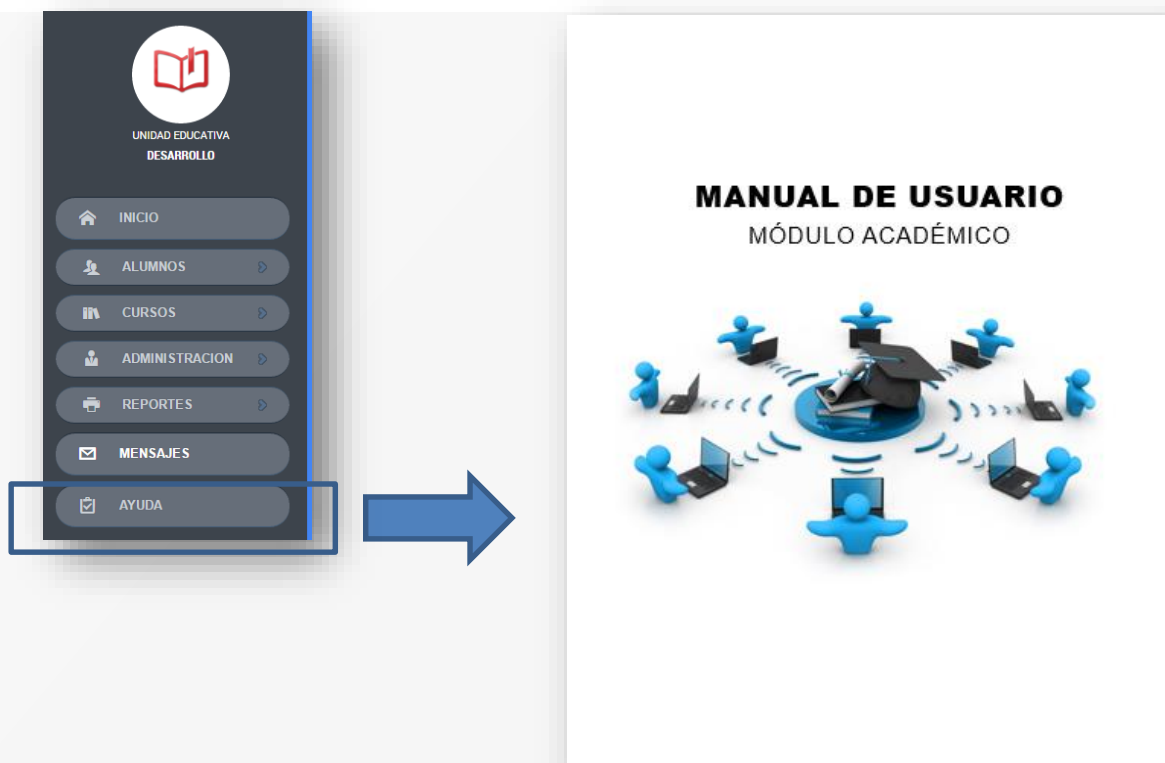 UNIDAD EDUCATIVA
DESARROLLO
INICIO
ALUMNOS
CURSOS
ADMINISTRACION
REPORTES
MENSAJES
AYUDA
MANUAL DE USUARIO
MÓDULO ACADÉMICO